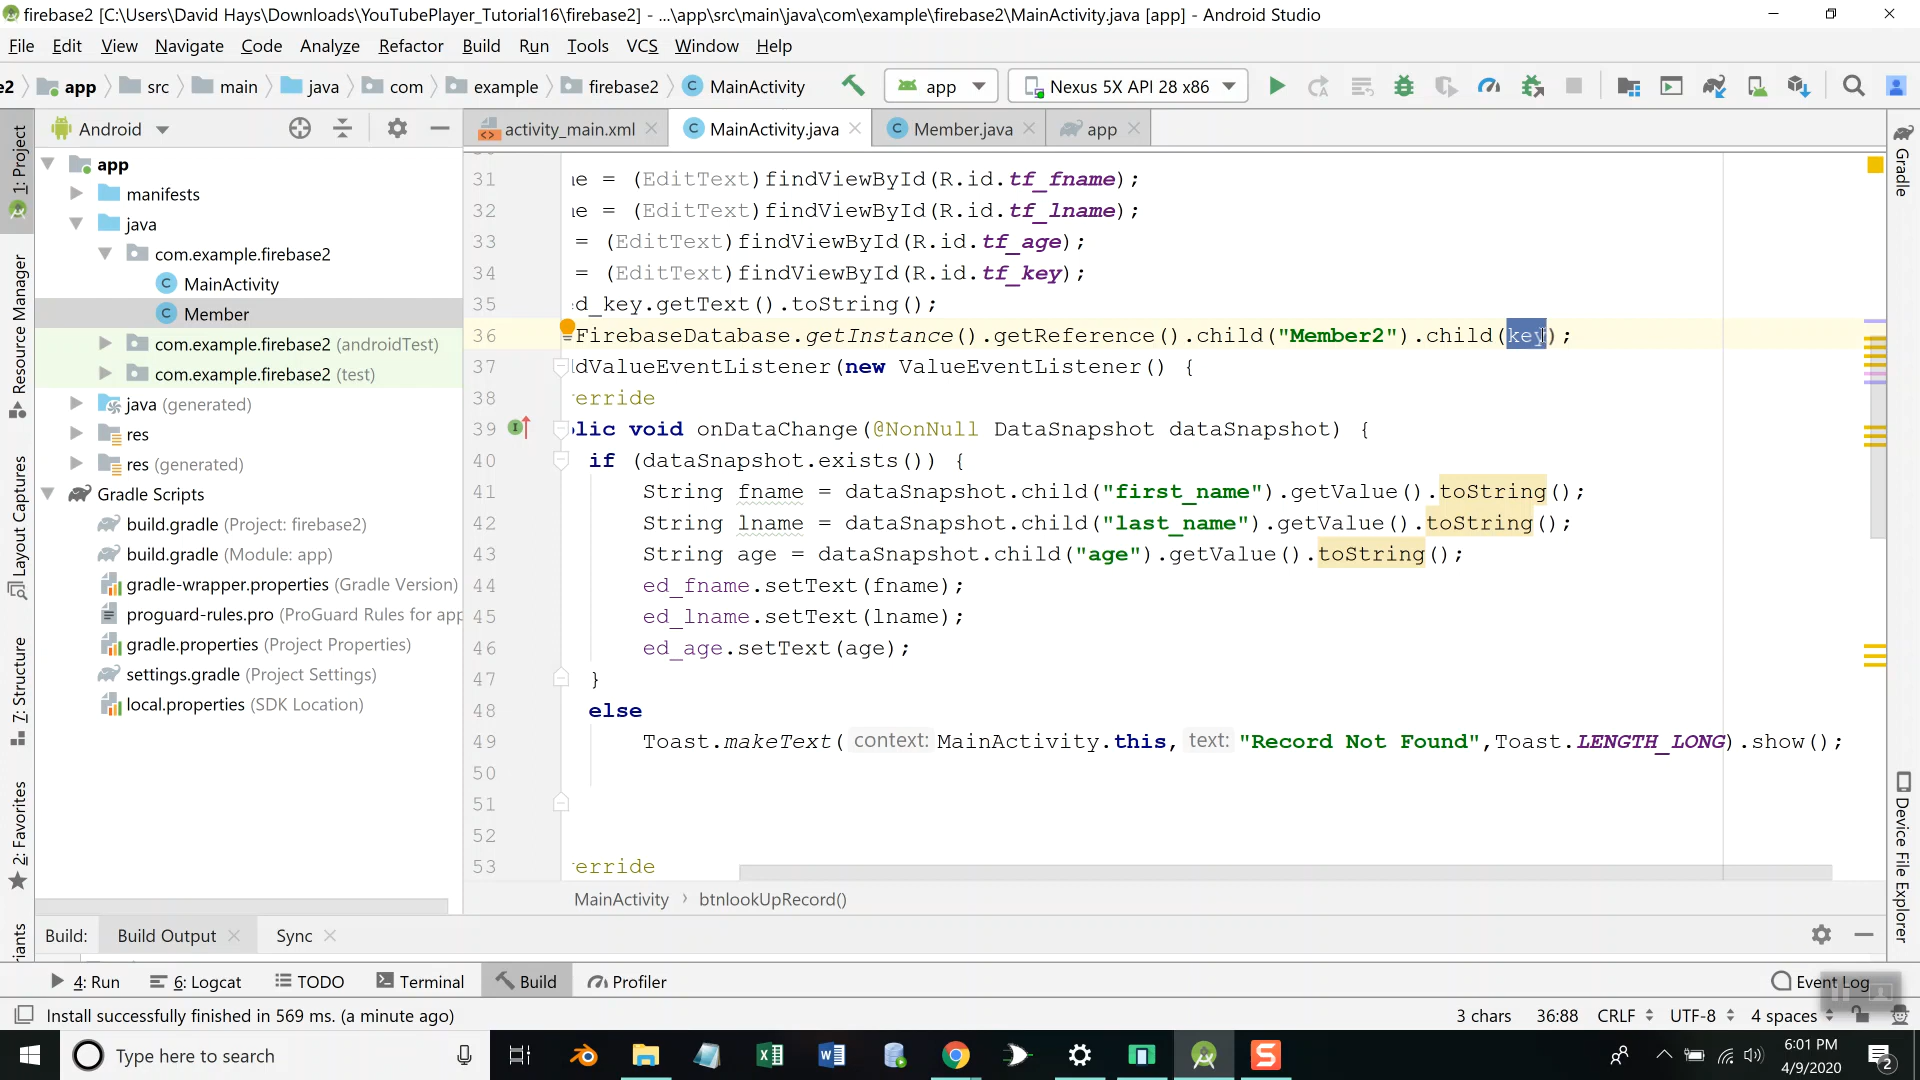 firebase2 [C:\Users\David Hays\Downloads\YouTubePlayer_Tutorial16\firebase2] - ...\app\src\main\java\com\example\firebase2\MainActivity.java [app] - Android Studio
File Edit View Navigate Code Analyze Refactor Build Run Tools VCS Window Help
e2 app src main java com example firebase2 MainActivity app Nexus 5X API 28 x86
Android activity_main.xml MainActivity.java Member.java app
1: Project
Resource Manager
Layout Captures
7: Structure
2: Favorites
iants
app
manifests
java
com.example.firebase2
MainActivity
Member
com.example.firebase2 (androidTest)
com.example.firebase2 (test)
java (generated)
res
res (generated)
Gradle Scripts
build.gradle (Project: firebase2)
build.gradle (Module: app)
gradle-wrapper.properties (Gradle Version)
proguard-rules.pro (ProGuard Rules for app
gradle.properties (Project Properties)
settings.gradle (Project Settings)
local.properties (SDK Location)
31 e = (EditText)findViewById(R.id.tf_fname);
32 e = (EditText)findViewById(R.id.tf_lname);
33 = (EditText)findViewById(R.id.tf_age);
34 = (EditText)findViewById(R.id.tf_key);
35 d_key.getText().toString();
36 =FirebaseDatabase.getInstance().getReference().child("Member2").child(key);
37 dValueEventListener(new ValueEventListener() {
38 erride
39 lic void onDataChange(@NonNull DataSnapshot dataSnapshot) {
40 if (dataSnapshot.exists()) {
41 String fname = dataSnapshot.child("first_name").getValue().toString();
42 String lname = dataSnapshot.child("last_name").getValue().toString();
43 String age = dataSnapshot.child("age").getValue().toString();
44 ed_fname.setText(fname);
45 ed_lname.setText(lname);
46 ed_age.setText(age);
47 }
48 else
49 Toast.makeText( context: MainActivity.this, text: "Record Not Found",Toast.LENGTH_LONG).show();
50
51
52
53 erride
MainActivity › btnlookUpRecord()
Gradle
Device File Explorer
Build: Build Output Sync
4: Run 6: Logcat TODO Terminal Build Profiler Event Log
Install successfully finished in 569 ms. (a minute ago) 3 chars 36:88 CRLF UTF-8 4 spaces
Type here to search
6:01 PM
4/9/2020
2